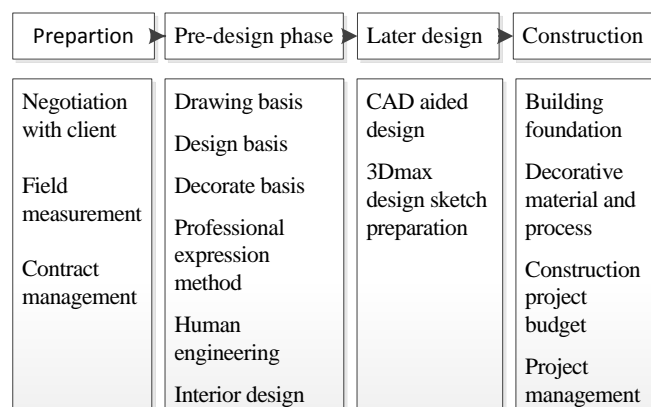 Prepartion
Pre-design phase
Later design
Construction
Negotiation
with client
Field
measurement
Contract
management
Drawing basis
Design basis
Decorate basis
Professional
expression
method
Human
engineering
Interior design
CAD aided
design
3Dmax
design sketch
preparation
Building
foundation
Decorative
material and
process
Construction
project
budget
Project
management